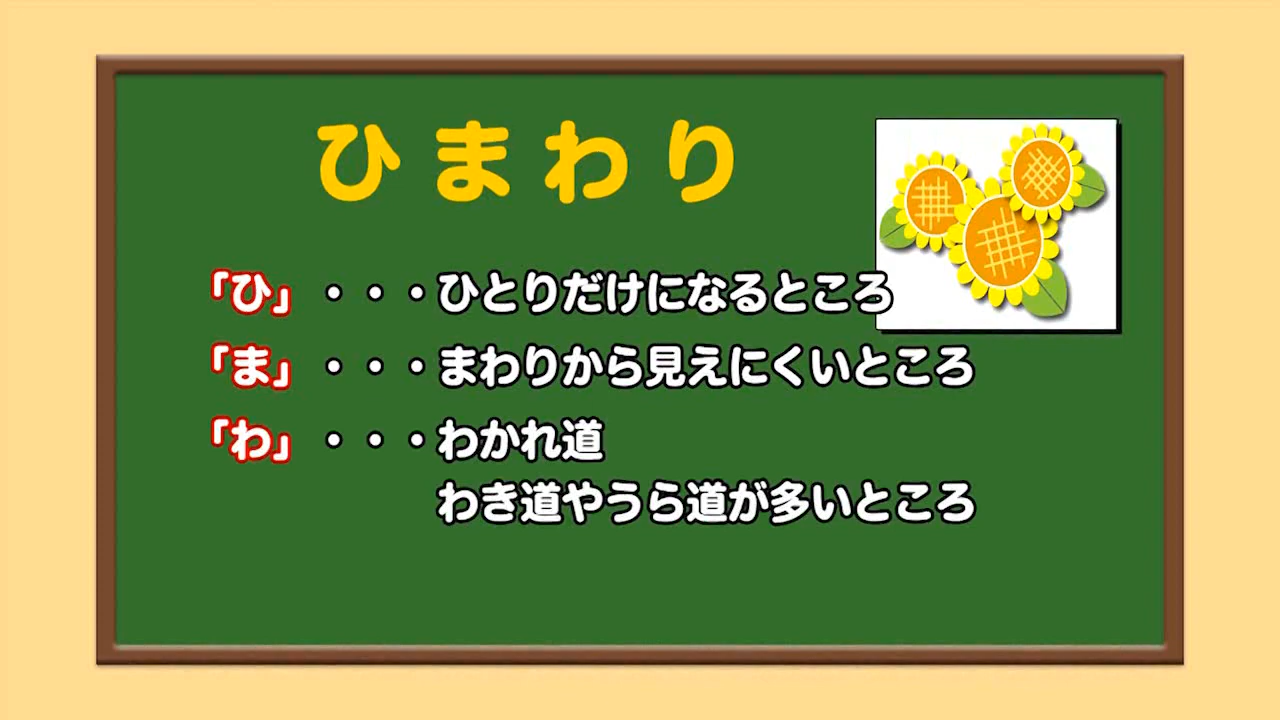 ひまわり
「ひ」・・・ひとりだけになるところ
「ま」・・・まわりから見えにくいところ
「わ」・・・わかれ道
わき道やうら道が多いところ